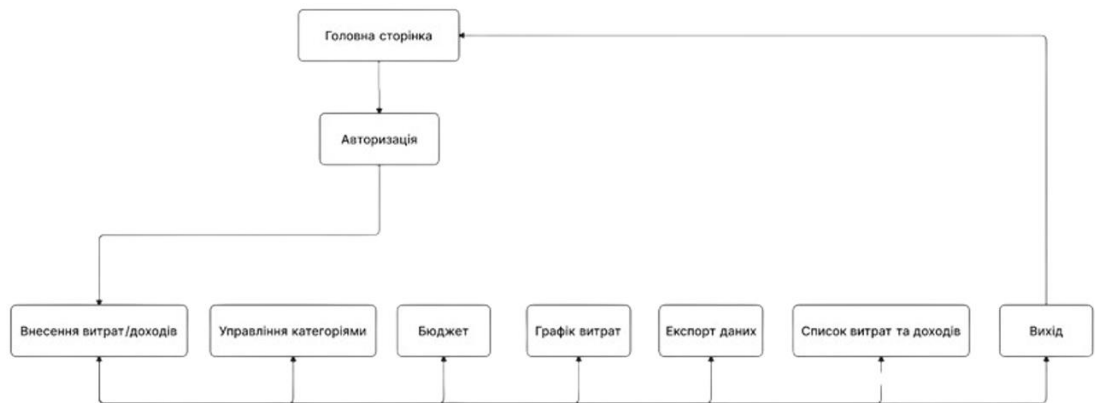 Головна сторінка
Авторизація
Внесення витрат/доходів
Управління категоріями
Бюджет
Графік витрат
Експорт даних
Список витрат та доходів
Вихід